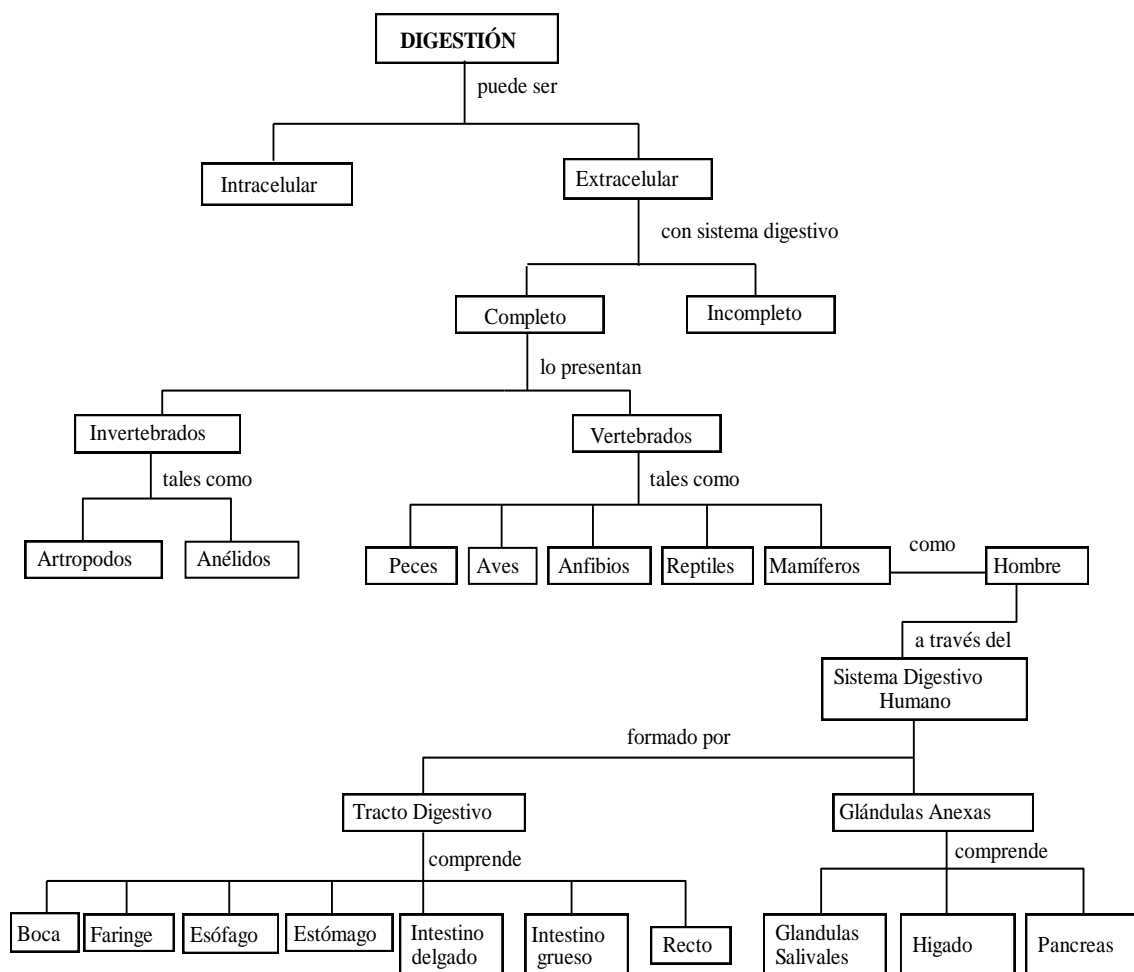 DIGESTIÓN
puede ser
Intracelular
Extracelular
con sistema digestivo
Completo
Incompleto
lo presentan
Invertebrados
Vertebrados
tales como
tales como
Artropodos
Anélidos
Peces
Aves
Anfibios
Reptiles
Mamíferos
como
Hombre
a través del
Sistema Digestivo
Humano
formado por
Tracto Digestivo
Glándulas Anexas
comprende
comprende
Boca
Faringe
Esófago
Estómago
Intestino
delgado
Intestino
grueso
Recto
Glandulas
Salivales
Higado
Pancreas